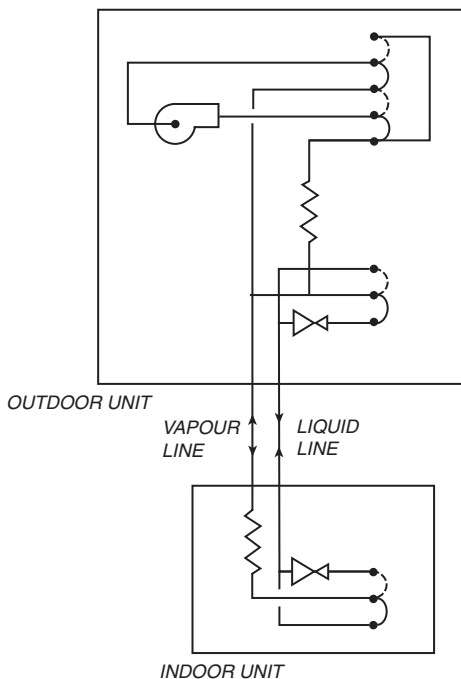 OUTDOOR UNIT
VAPOUR
LINE
LIQUID
LINE
INDOOR UNIT